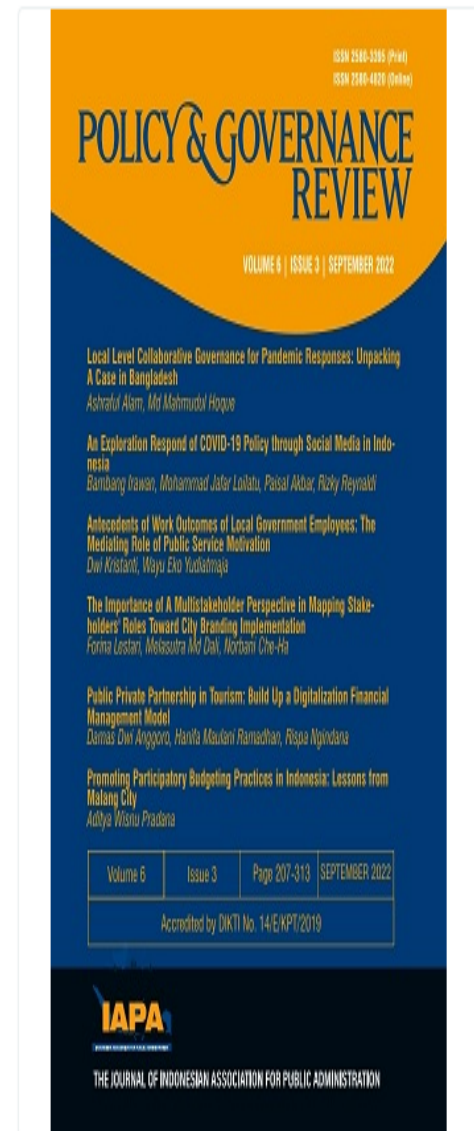 ISSN 2580-3395 (Print)
ISSN 2580-4820 (Online)
POLICY & GOVERNANCE
REVIEW
VOLUME 6 | ISSUE 3 | SEPTEMBER 2022
Local Level Collaborative Governance for Pandemic Responses: Unpacking
A Case in Bangladesh
Ashraful Alam, Md Mahmudul Hoque
An Exploration Respond of COVID-19 Policy through Social Media in Indo-
nesia
Bambang Irawan, Mohammad Jafar Loilatu, Paisal Akbar, Rizky Reynaldi
Antecedents of Work Outcomes of Local Government Employees: The
Mediating Role of Public Service Motivation
Dwi Kristanti, Wayu Eko Yudiatmaja
The Importance of A Multistakeholder Perspective in Mapping Stake-
holders' Roles Toward City Branding Implementation
Forina Lestari, Melasutra Md Dali, Norbani Che-Ha
Public Private Partnership in Tourism: Build Up a Digitalization Financial
Management Model
Damas Dwi Anggoro, Hanifa Maulani Ramadhan, Rispa Ngindana
Promoting Participatory Budgeting Practices in Indonesia: Lessons from
Malang City
Aditya Wisnu Pradana
Volume 6 Issue 3 Page 207-313 SEPTEMBER 2022
Accredited by DIKTI No. 14/E/KPT/2019
IAPA
THE JOURNAL OF INDONESIAN ASSOCIATION FOR PUBLIC ADMINISTRATION